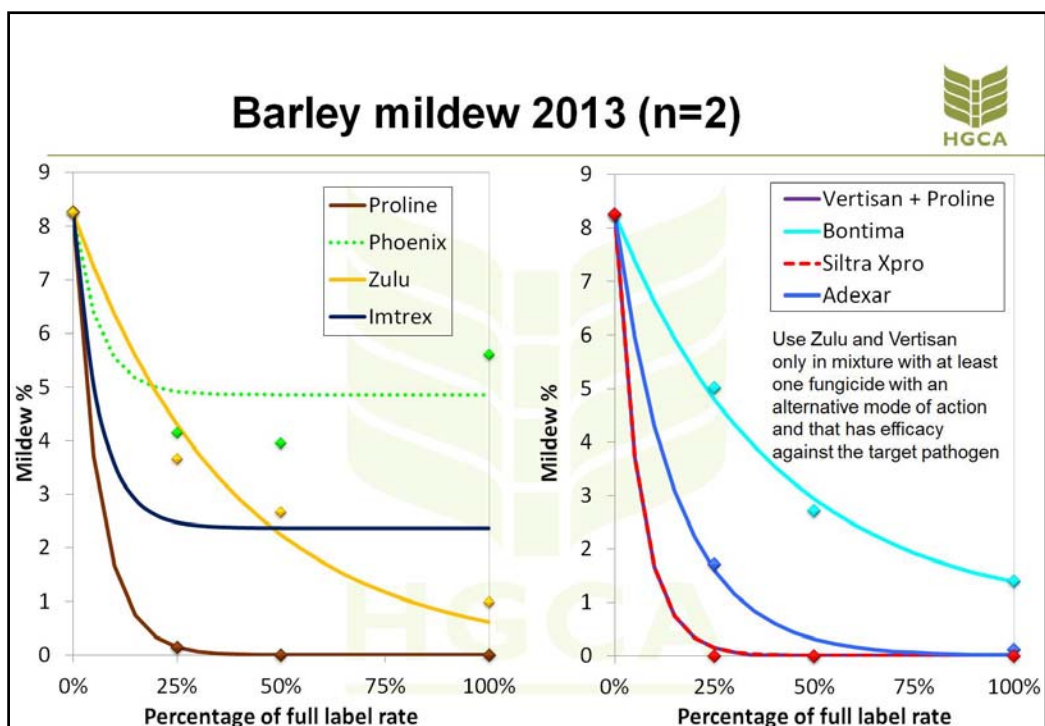 Barley mildew 2013 (n=2)
HGCA
9
8
7
6
5
4
3
2
1
0
Mildew %
Proline
Phoenix
Zulu
Imtrex
0%
25%
50%
75%
100%
Percentage of full label rate
9
8
7
6
5
4
3
2
1
0
Mildew %
Vertisan + Proline
Bontima
Siltra Xpro
Adexar
Use Zulu and Vertisan
only in mixture with at least
one fungicide with an
alternative mode of action
and that has efficacy
against the target pathogen
0%
25%
50%
75%
100%
Percentage of full label rate
HGCA